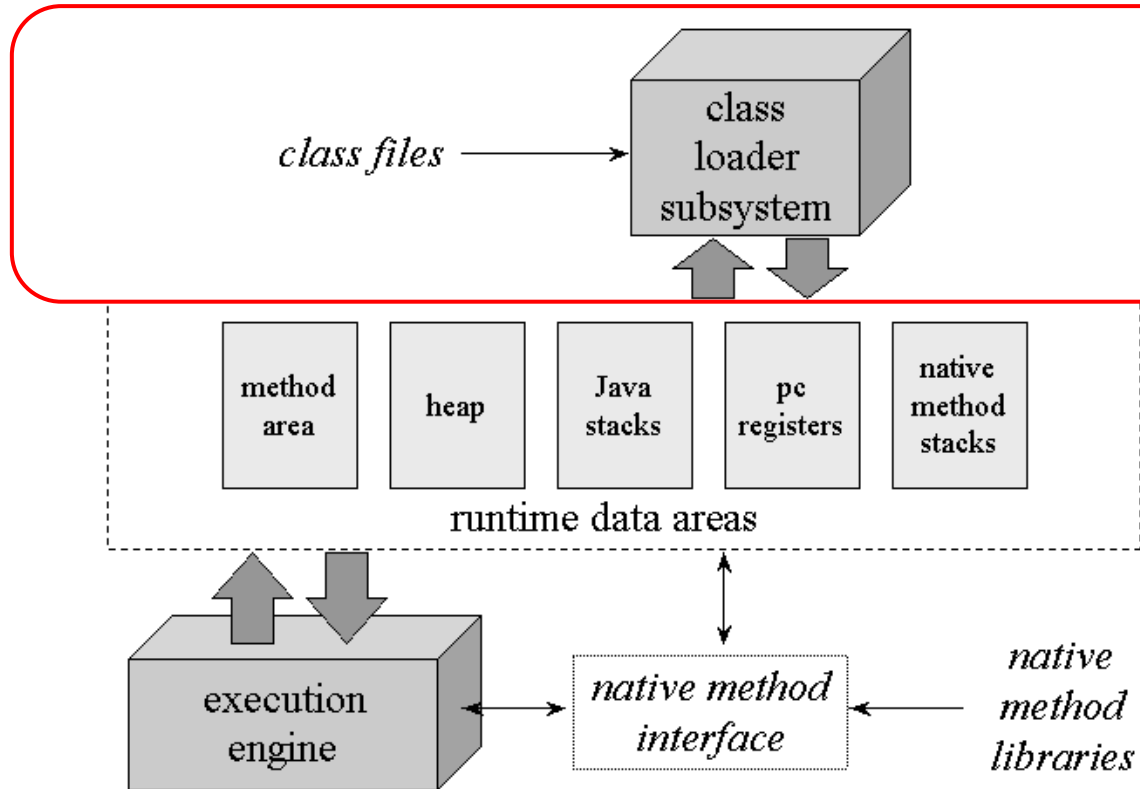 class
loader
subsystem
class files
method
area
heap
Java
stacks
pc
registers
native
method
stacks
runtime data areas
execution
engine
native method
interface
native
method
libraries